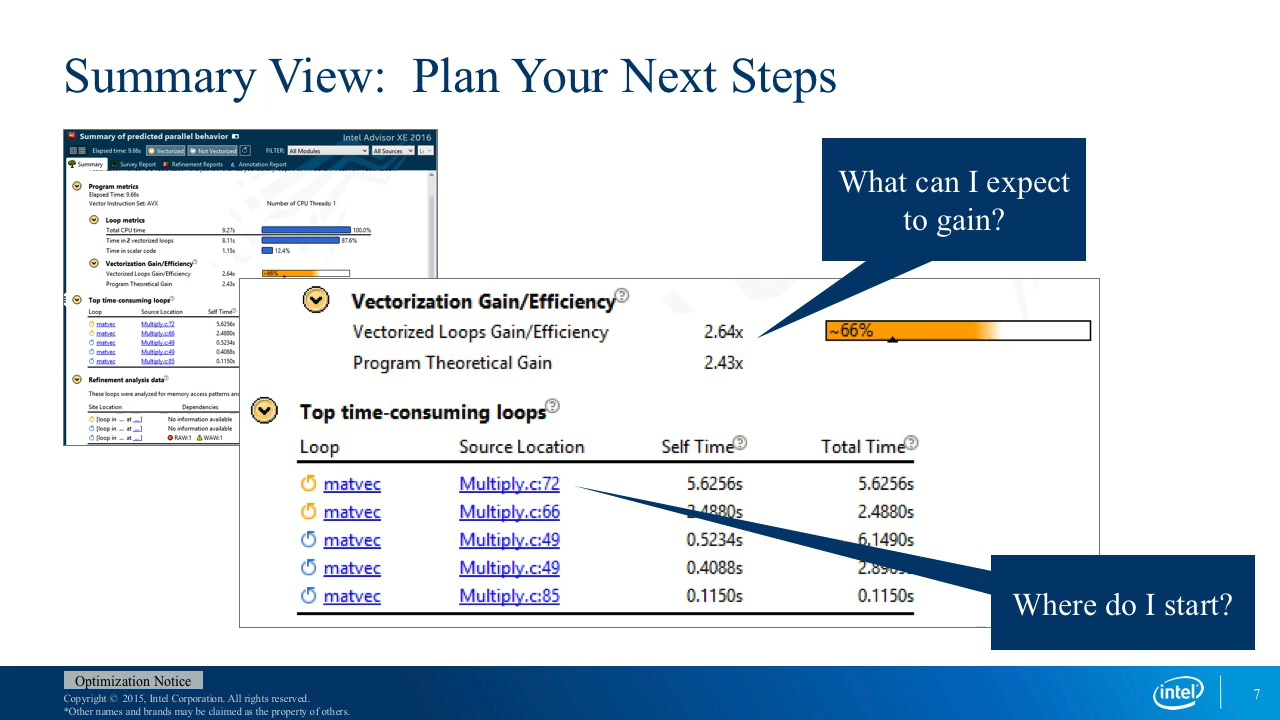 Summary View:  Plan Your Next Steps
Summary of predicted parallel behavior
Intel Advisor XE 2016
Elapsed time: 9.66s Vectorized Not Vectorized FILTER: All Modules All Sources
Summary Survey Report Refinement Reports Annotation Report
Program metrics
Elapsed Time: 9.66s
Vector Instruction Set: AVX Number of CPU Threads: 1
Loop metrics
Total CPU time 9.27s 100.0%
Time in 2 vectorized loops 8.11s 87.6%
Time in scalar code 1.15s 12.4%
Vectorization Gain/Efficiency
Vectorized Loops Gain/Efficiency 2.64x ~66%
Program Theoretical Gain 2.43x
Top time-consuming loops
Loop Source Location Self Time
matvec Multiply.c:72 5.6256s
matvec Multiply.c:66 2.4880s
matvec Multiply.c:49 0.5234s
matvec Multiply.c:49 0.4088s
matvec Multiply.c:85 0.1150s
Refinement analysis data
These loops were analyzed for memory access patterns and
Site Location Dependencies
[loop in ... at ...] No information available
[loop in ... at ...] No information available
[loop in ... at ...] RAW:1 WAW:1
What can I expect
to gain?
Vectorization Gain/Efficiency
Vectorized Loops Gain/Efficiency 2.64x ~66%
Program Theoretical Gain 2.43x
Top time-consuming loops
Loop Source Location Self Time Total Time
matvec Multiply.c:72 5.6256s 5.6256s
matvec Multiply.c:66 2.4880s 2.4880s
matvec Multiply.c:49 0.5234s 6.1490s
matvec Multiply.c:49 0.4088s
matvec Multiply.c:85 0.1150s 0.1150s
Where do I start?
Optimization Notice
Copyright © 2015, Intel Corporation. All rights reserved.
*Other names and brands may be claimed as the property of others.
intel
7